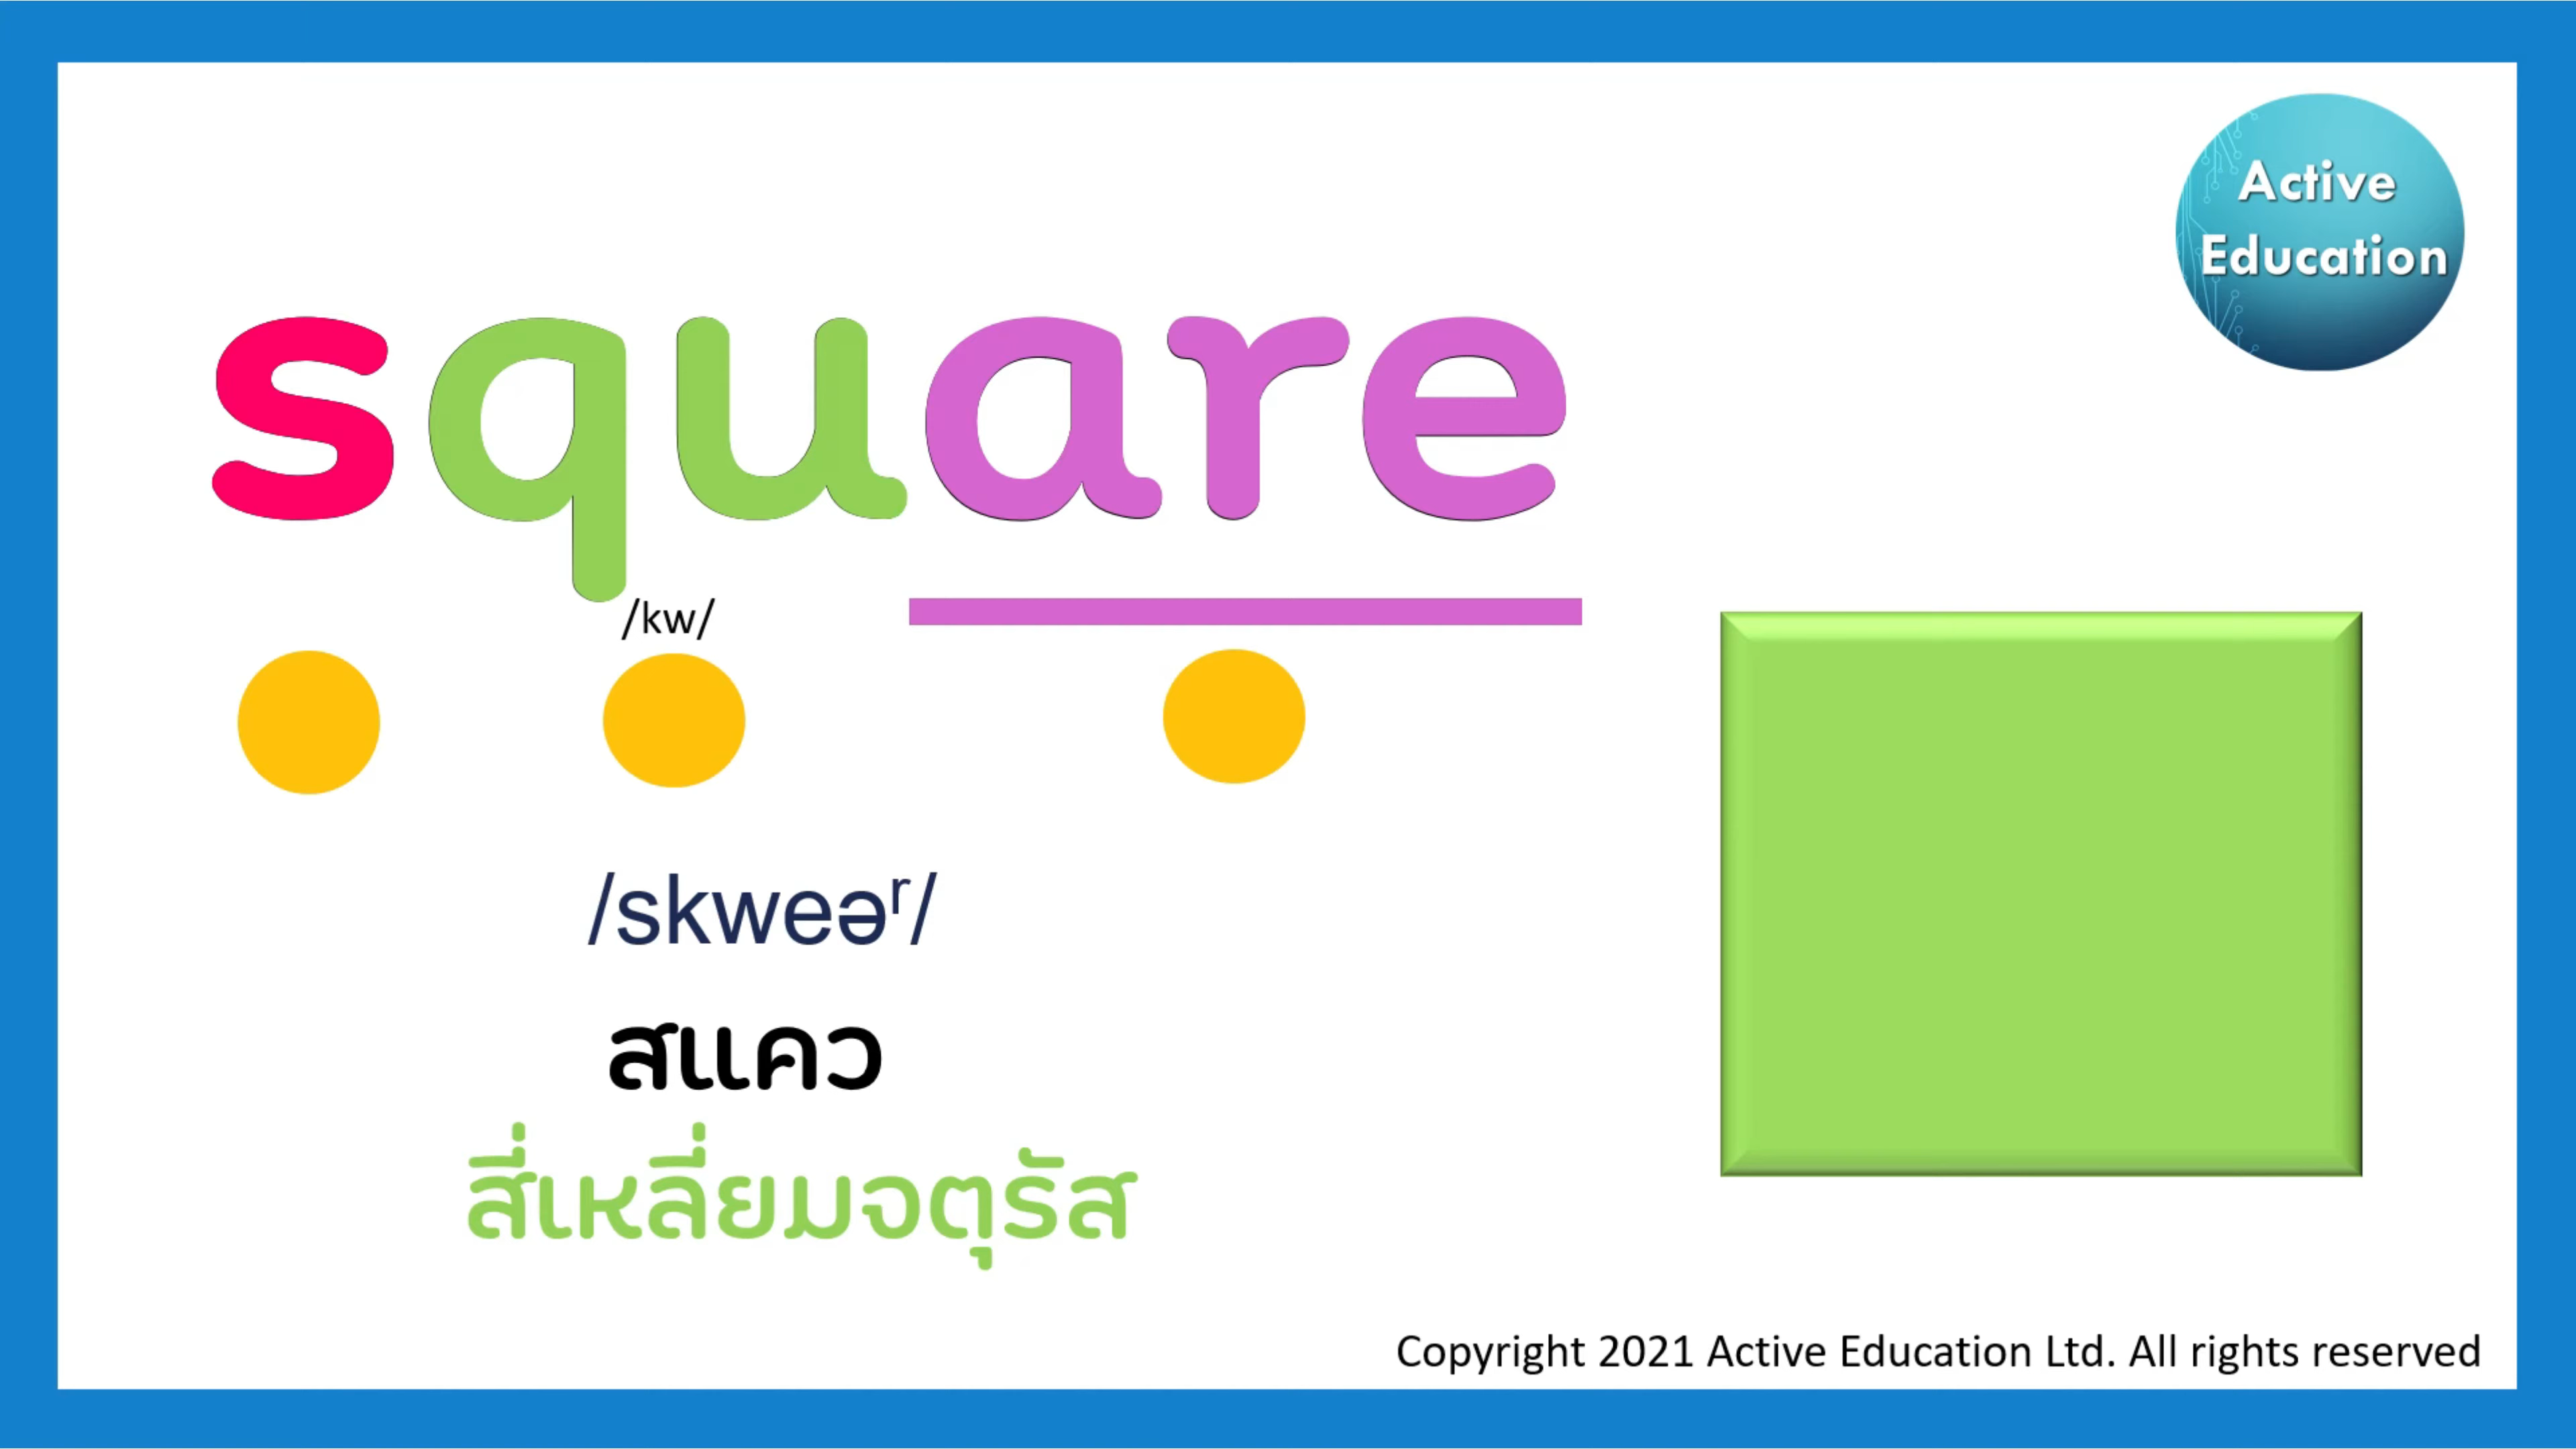 Active
Education
square
/kw/
/skweəʳ/
สแคว
สี่เหลี่ยมจตุรัส
Copyright 2021 Active Education Ltd. All rights reserved